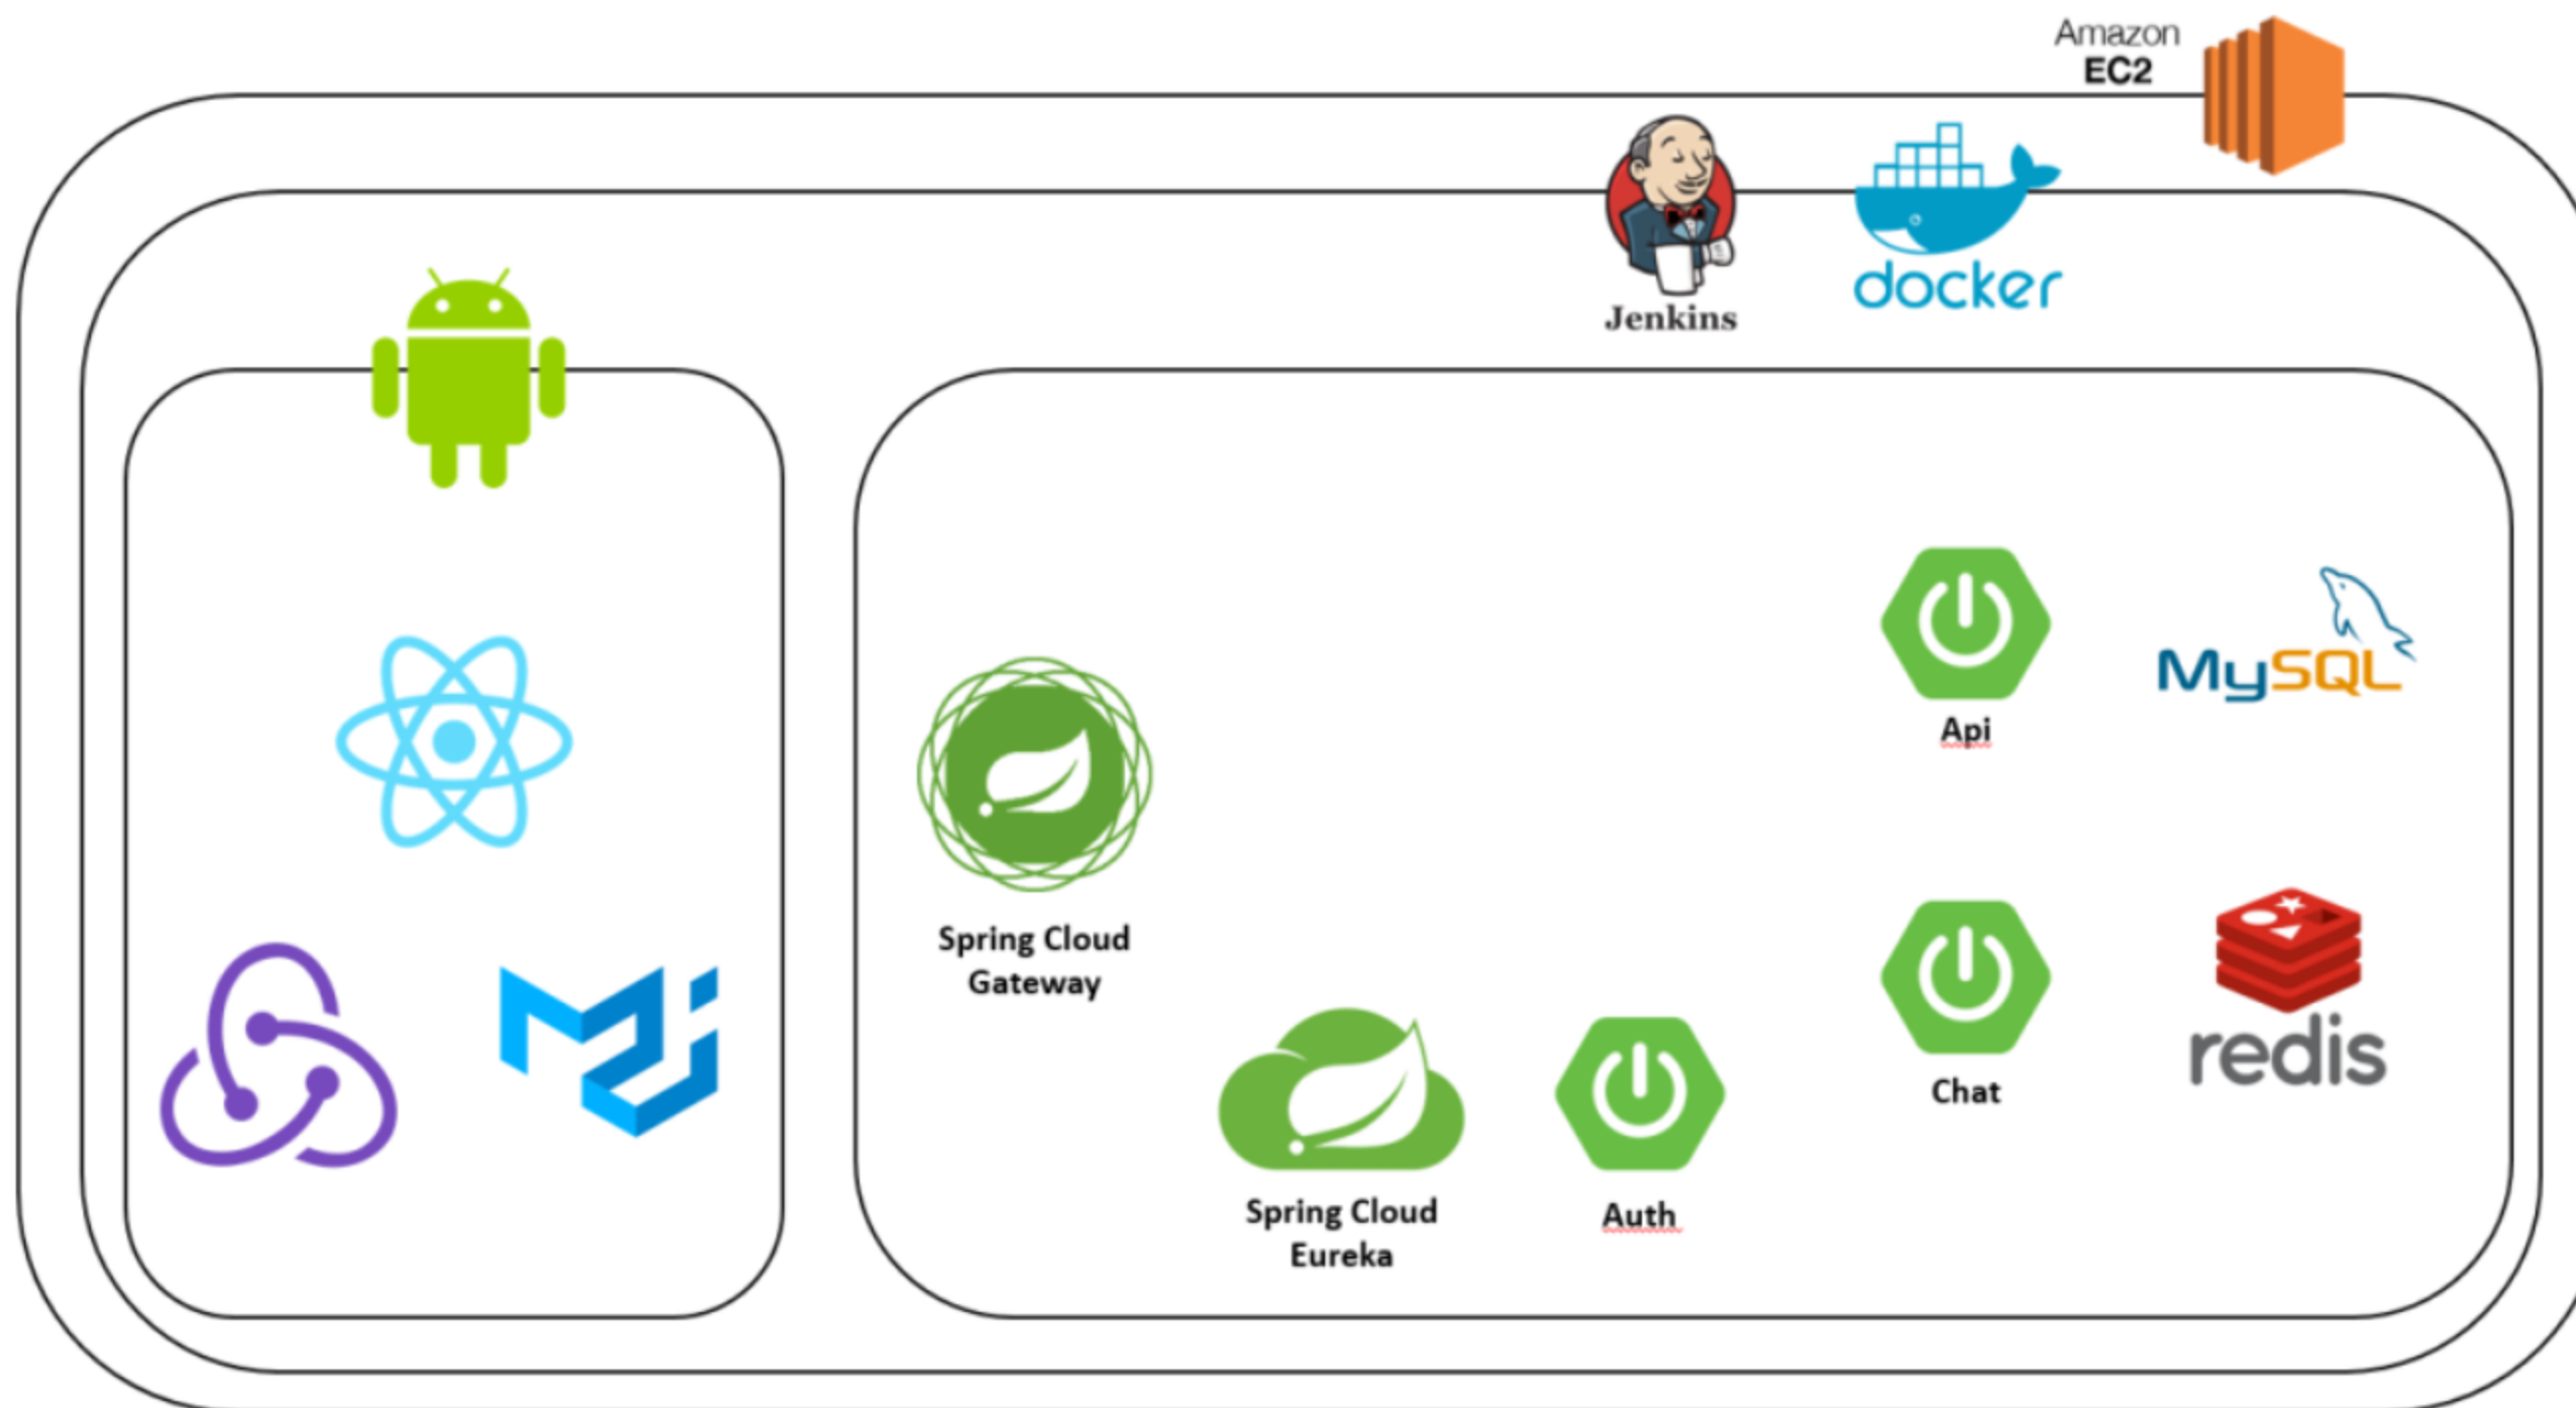 Amazon
EC2
Jenkins
docker
Api
MySQL
Spring Cloud
Gateway
Chat
redis
Spring Cloud
Eureka
Auth